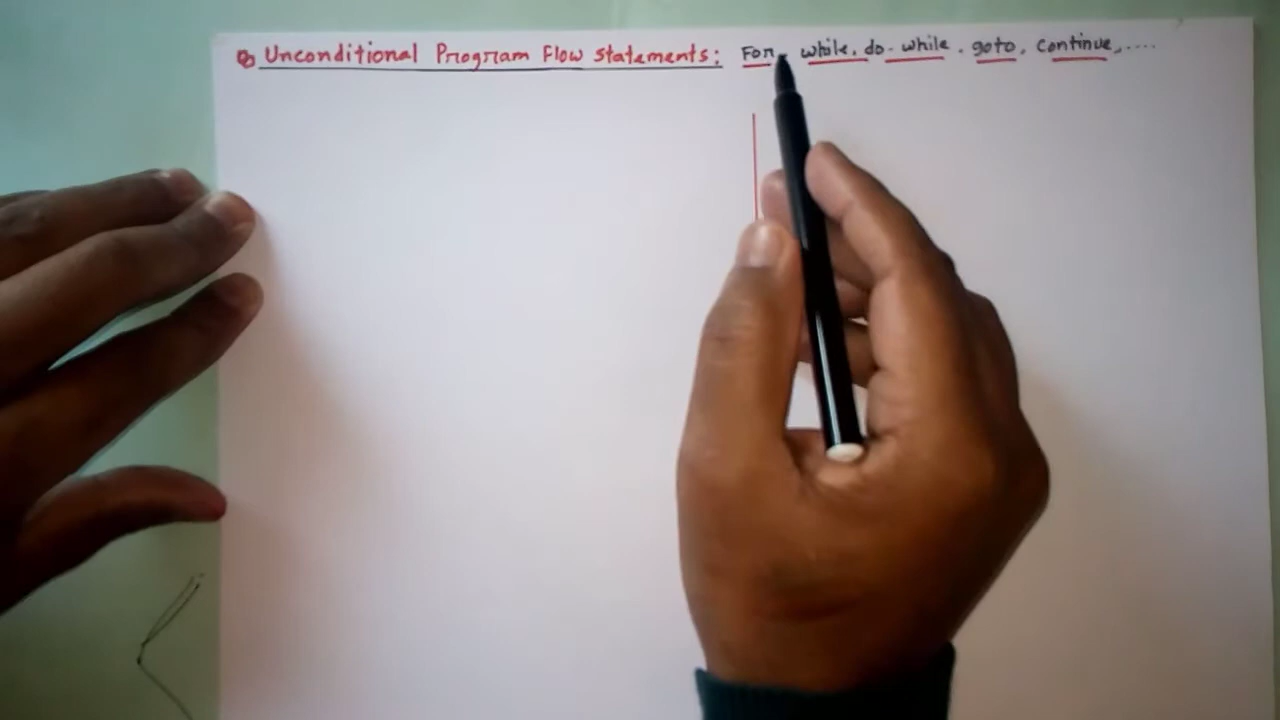 Unconditional Program Flow Statements: For, while, do-while, goto, continue,....